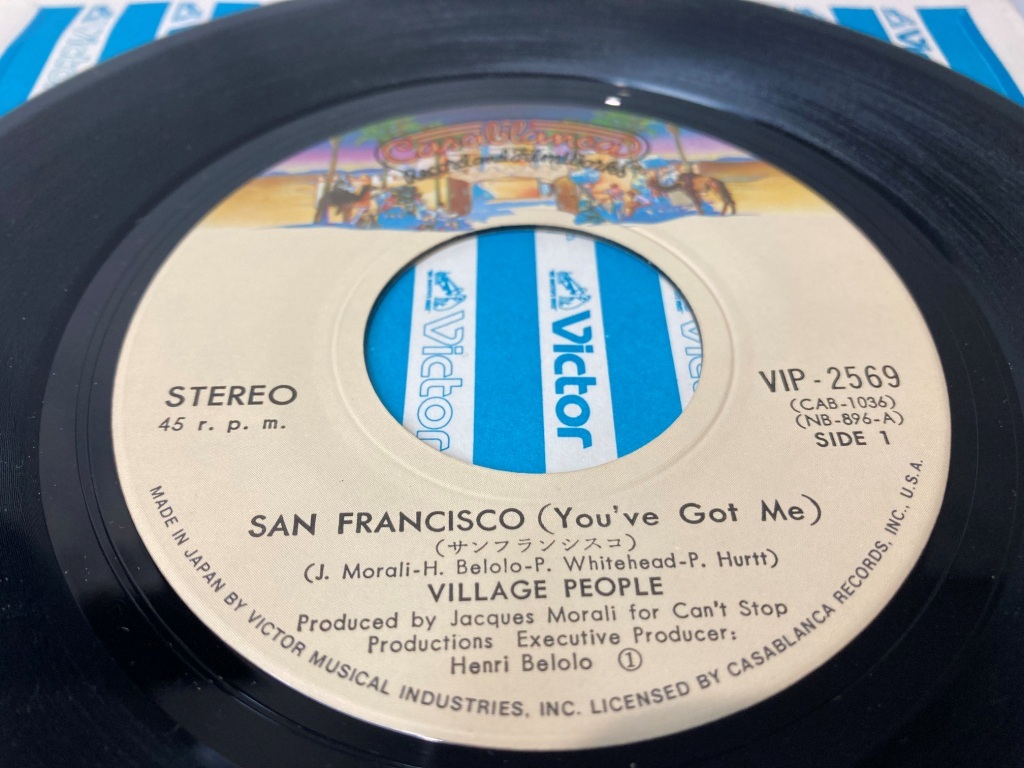 Casablanca
Record and FilmWorks
Victor
Victor
STEREO
45 r. p. m.
VIP-2569
(CAB-1036)
(NB-896-A)
SIDE 1
SAN FRANCISCO (You've Got Me)
(サンフランシスコ)
(J. Morali-H. Belolo-P. Whitehead-P. Hurtt)
VILLAGE PEOPLE
Produced by Jacques Morali for Can't Stop
Productions Executive Producer:
Henri Belolo ①
MADE IN JAPAN BY VICTOR MUSICAL INDUSTRIES, INC. LICENSED BY CASABLANCA RECORDS, INC., U.S.A.